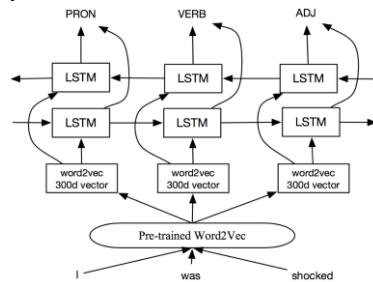 PRON VERB ADJ
LSTM LSTM LSTM
LSTM LSTM LSTM
word2vec word2vec word2vec
300d vector 300d vector 300d vector
Pre-trained Word2Vec
I was shocked